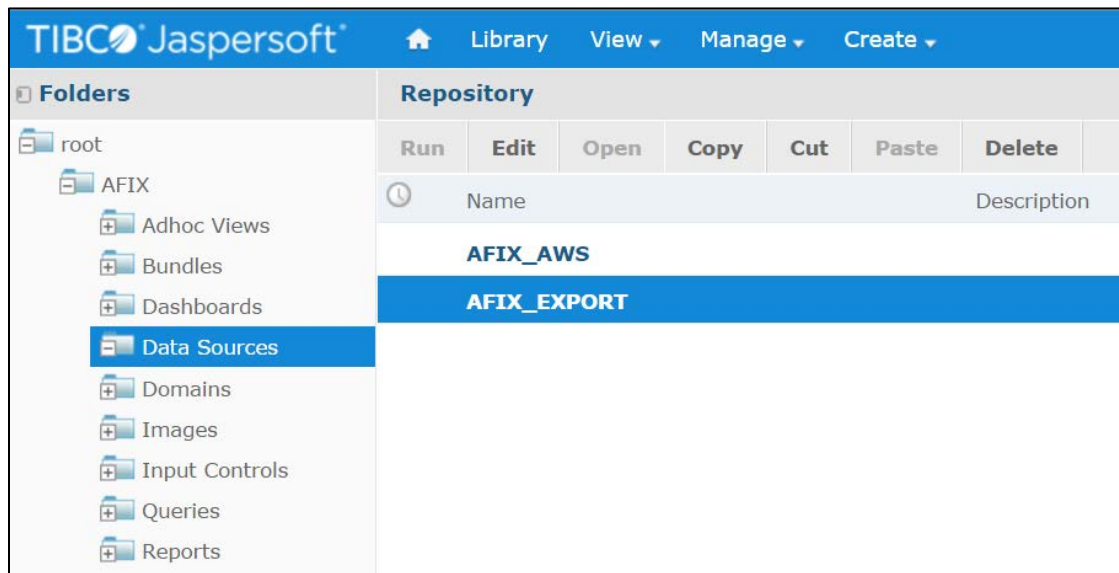 TIBCO Jaspersoft Library View Manage Create
Folders
root
AFIX
Adhoc Views
Bundles
Dashboards
Data Sources
Domains
Images
Input Controls
Queries
Reports
Repository
Run Edit Open Copy Cut Paste Delete
Name Description
AFIX_AWS
AFIX_EXPORT